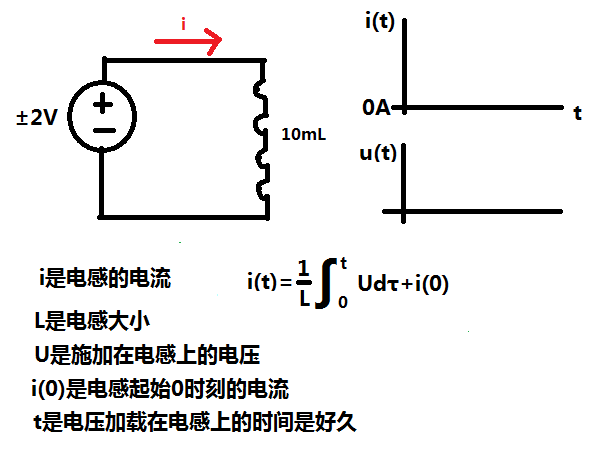 i
i(t)
±2V
0A
t
10mL
u(t)
i是电感的电流
i(t)=1/L∫₀ᵗ Udτ+i(0)
L是电感大小
U是施加在电感上的电压
i(0)是电感起始0时刻的电流
t是电压加载在电感上的时间是好久